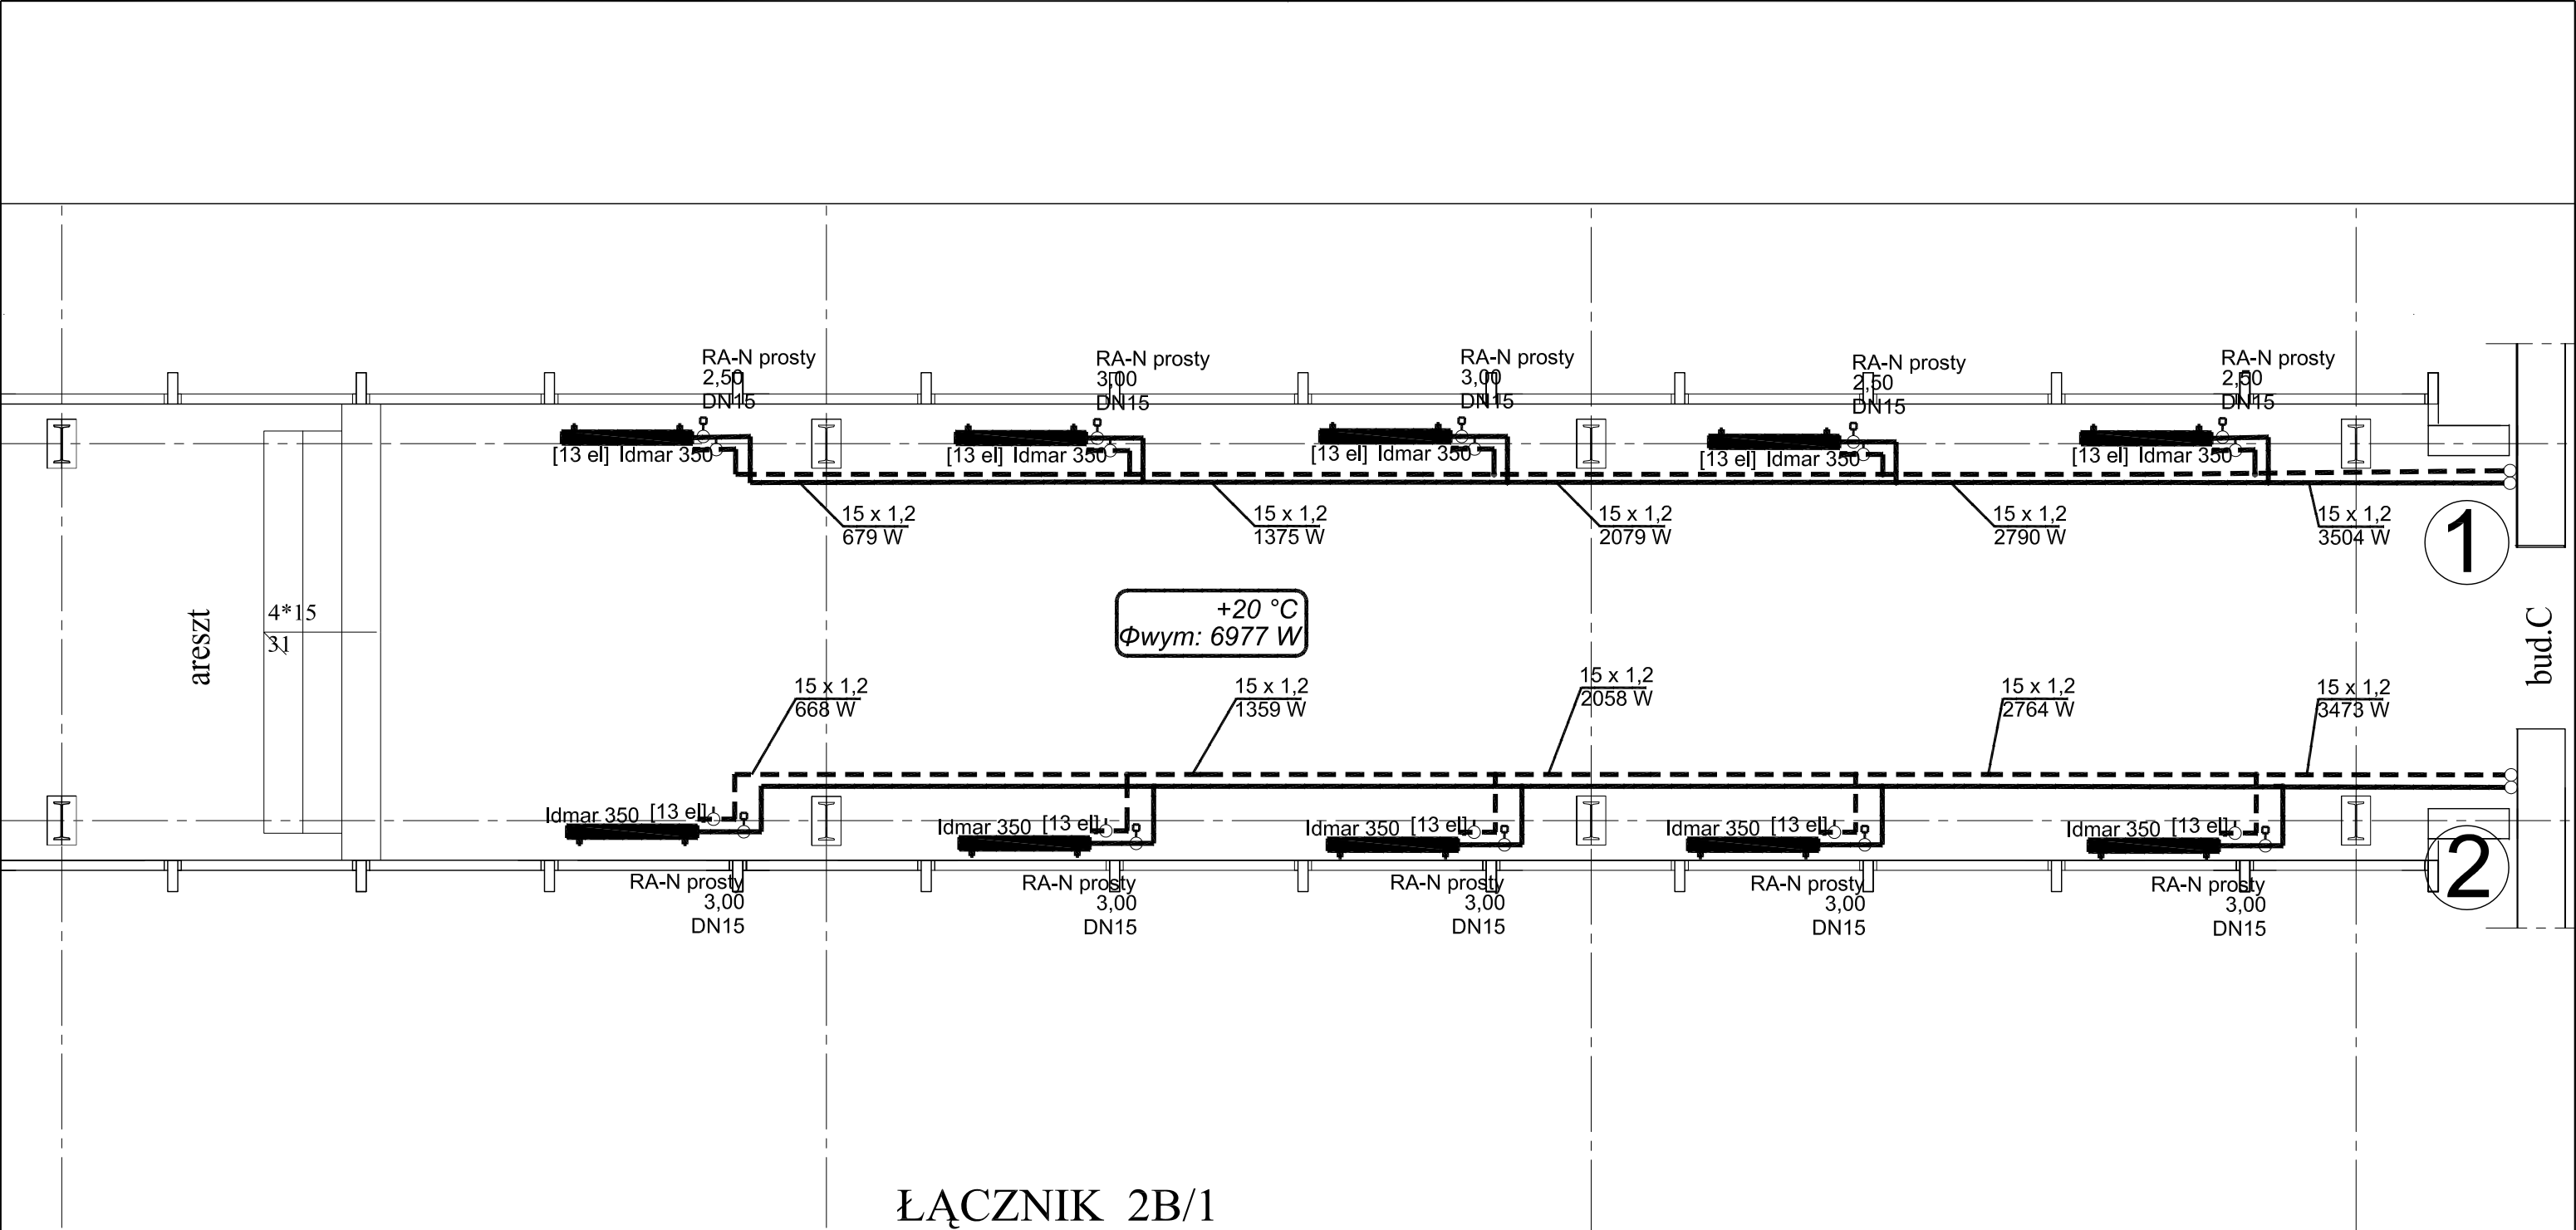 RA-N prosty
2,50
DN15
RA-N prosty
3,00
DN15
RA-N prosty
3,00
DN15
RA-N prosty
2,50
DN15
RA-N prosty
2,50
DN15
[13 el] Idmar 350
[13 el] Idmar 350
[13 el] Idmar 350
[13 el] Idmar 350
[13 el] Idmar 350
15 x 1,2
679 W
15 x 1,2
1375 W
15 x 1,2
2079 W
15 x 1,2
2790 W
15 x 1,2
3504 W
1
areszt
4*15
31
+20 °C
Φwym: 6977 W
bud.C
15 x 1,2
668 W
15 x 1,2
1359 W
15 x 1,2
2058 W
15 x 1,2
2764 W
15 x 1,2
3473 W
Idmar 350 [13 el]
Idmar 350 [13 el]
Idmar 350 [13 el]
Idmar 350 [13 el]
Idmar 350 [13 el]
2
RA-N prosty
3,00
DN15
RA-N prosty
3,00
DN15
RA-N prosty
3,00
DN15
RA-N prosty
3,00
DN15
RA-N prosty
3,00
DN15
ŁĄCZNIK 2B/1